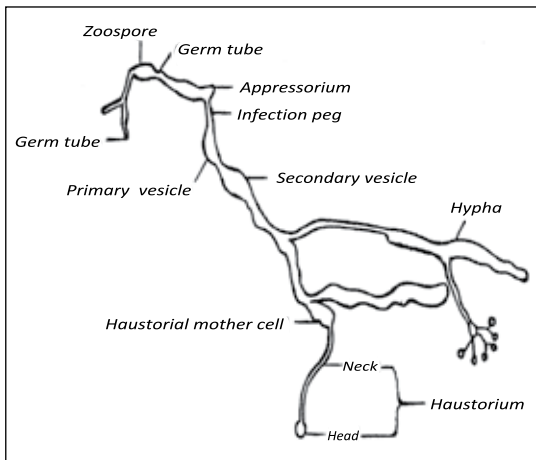 Zoospore
Germ tube
Appressorium
Infection peg
Germ tube
Primary vesicle
Secondary vesicle
Hypha
Haustorial mother cell
Neck
Haustorium
Head